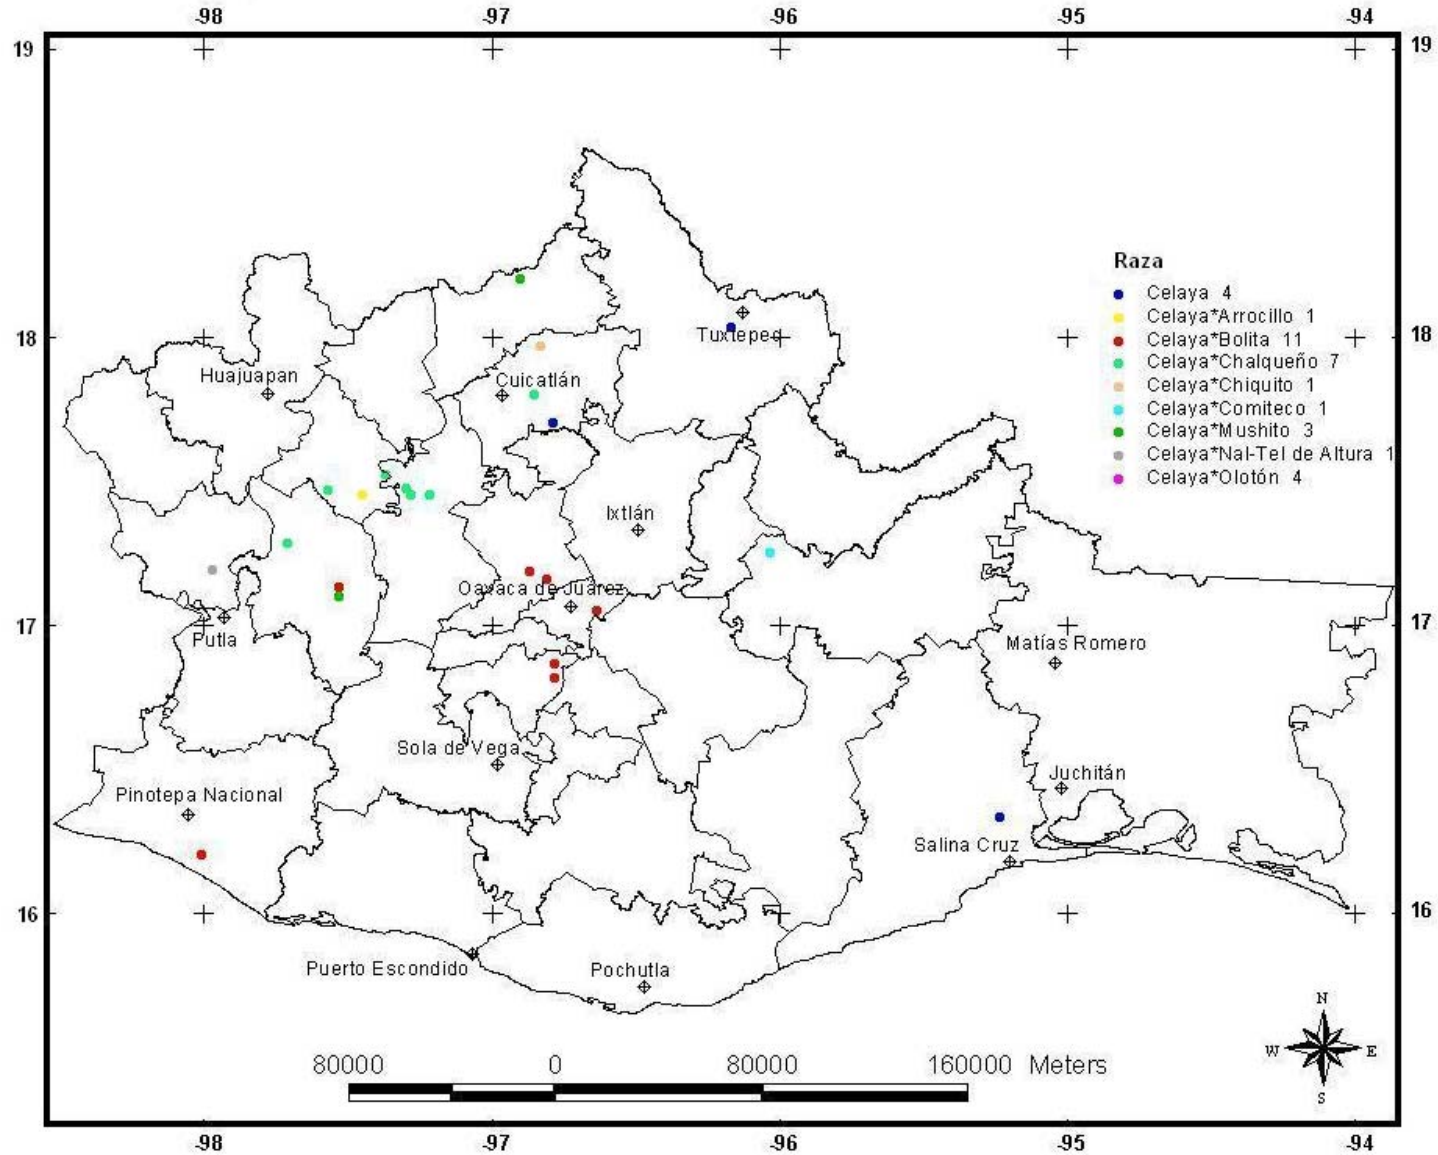 -98 -97 -96 -95 -94
19 19
Raza
Celaya 4
Celaya*Arrocillo 1
Celaya*Bolita 11
Celaya*Chalqueño 7
Celaya*Chiquito 1
Celaya*Comiteco 1
Celaya*Mushito 3
Celaya*Nal-Tel de Altura 1
Celaya*Olotón 4
18 18
Tuxtepec
Huajuapan
Cuicatlán
Ixtlán
Oaxaca de Juárez
17 17
Putla
Matías Romero
Sola de Vega
Juchitán
Pinotepa Nacional
Salina Cruz
16 16
Puerto Escondido
Pochutla
N
W E
S
80000 0 80000 160000 Meters
-98 -97 -96 -95 -94